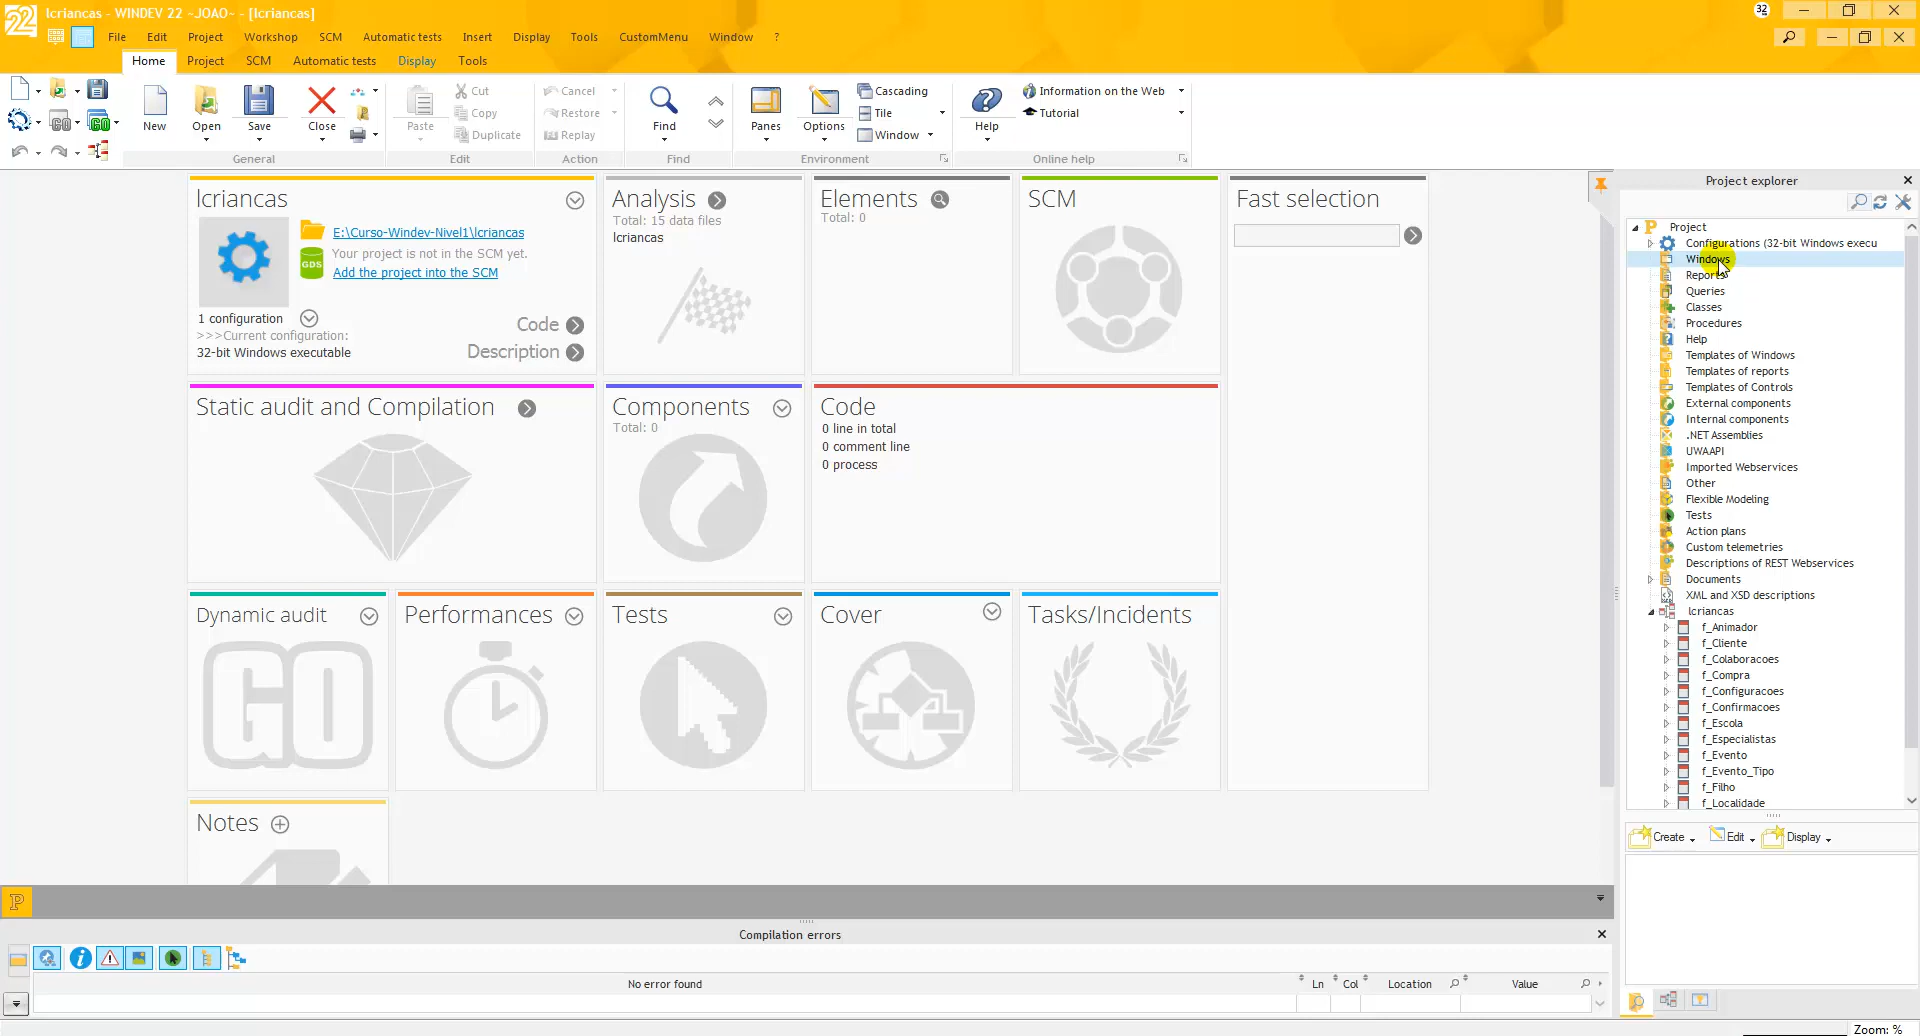 22
lcriancas - WINDEV 22 ~JOAO~ - [lcriancas]
32
File Edit Project Workshop SCM Automatic tests Insert Display Tools CustomMenu Window ?
Home Project SCM Automatic tests Display Tools
New Open Save Close
Paste Cut
Copy
Duplicate
Cancel
Restore
Replay
Find
Panes Options
Cascading
Tile
Window
Help
Information on the Web
Tutorial
General Edit Action Find Environment Online help
lcriancas
E:\Curso-Windev-Nivel1\lcriancas
GDS
Your project is not in the SCM yet.
Add the project into the SCM
1 configuration
>>>Current configuration:
32-bit Windows executable
Code
Description
Analysis
Total: 15 data files
lcriancas
Elements
Total: 0
SCM
Fast selection
Static audit and Compilation
Components
Total: 0
Code
0 line in total
0 comment line
0 process
Dynamic audit
GO
Performances
Tests
Cover
Tasks/Incidents
Notes
P
Compilation errors
No error found Ln Col Location Value
Project explorer
Project
Configurations (32-bit Windows execu
Windows
Reports
Queries
Classes
Procedures
Help
Templates of Windows
Templates of reports
Templates of Controls
External components
Internal components
.NET Assemblies
UWAAPI
Imported Webservices
Other
Flexible Modeling
Tests
Action plans
Custom telemetries
Descriptions of REST Webservices
Documents
XML and XSD descriptions
lcriancas
f_Animador
f_Cliente
f_Colaboracoes
f_Compra
f_Configuracoes
f_Confirmacoes
f_Escola
f_Especialistas
f_Evento
f_Evento_Tipo
f_Filho
f_Localidade
Create Edit Display
Zoom: %